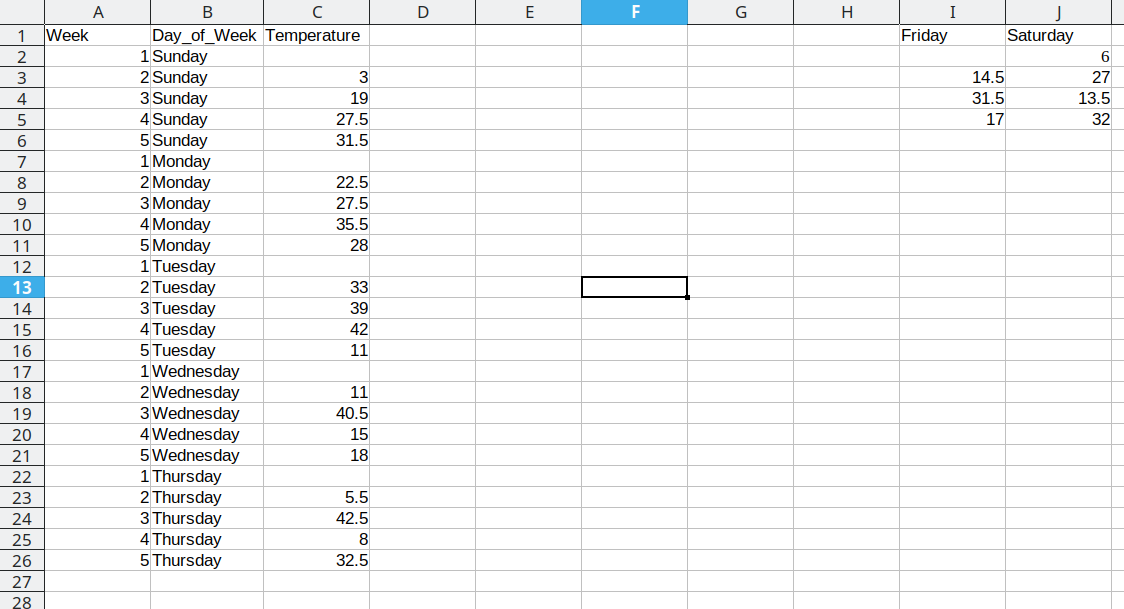 A B C D E F G H I J
1 Week Day_of_Week Temperature Friday Saturday
2 1 Sunday 6
3 2 Sunday 3 14.5 27
4 3 Sunday 19 31.5 13.5
5 4 Sunday 27.5 17 32
6 5 Sunday 31.5
7 1 Monday
8 2 Monday 22.5
9 3 Monday 27.5
10 4 Monday 35.5
11 5 Monday 28
12 1 Tuesday
13 2 Tuesday 33
14 3 Tuesday 39
15 4 Tuesday 42
16 5 Tuesday 11
17 1 Wednesday
18 2 Wednesday 11
19 3 Wednesday 40.5
20 4 Wednesday 15
21 5 Wednesday 18
22 1 Thursday
23 2 Thursday 5.5
24 3 Thursday 42.5
25 4 Thursday 8
26 5 Thursday 32.5
27
28